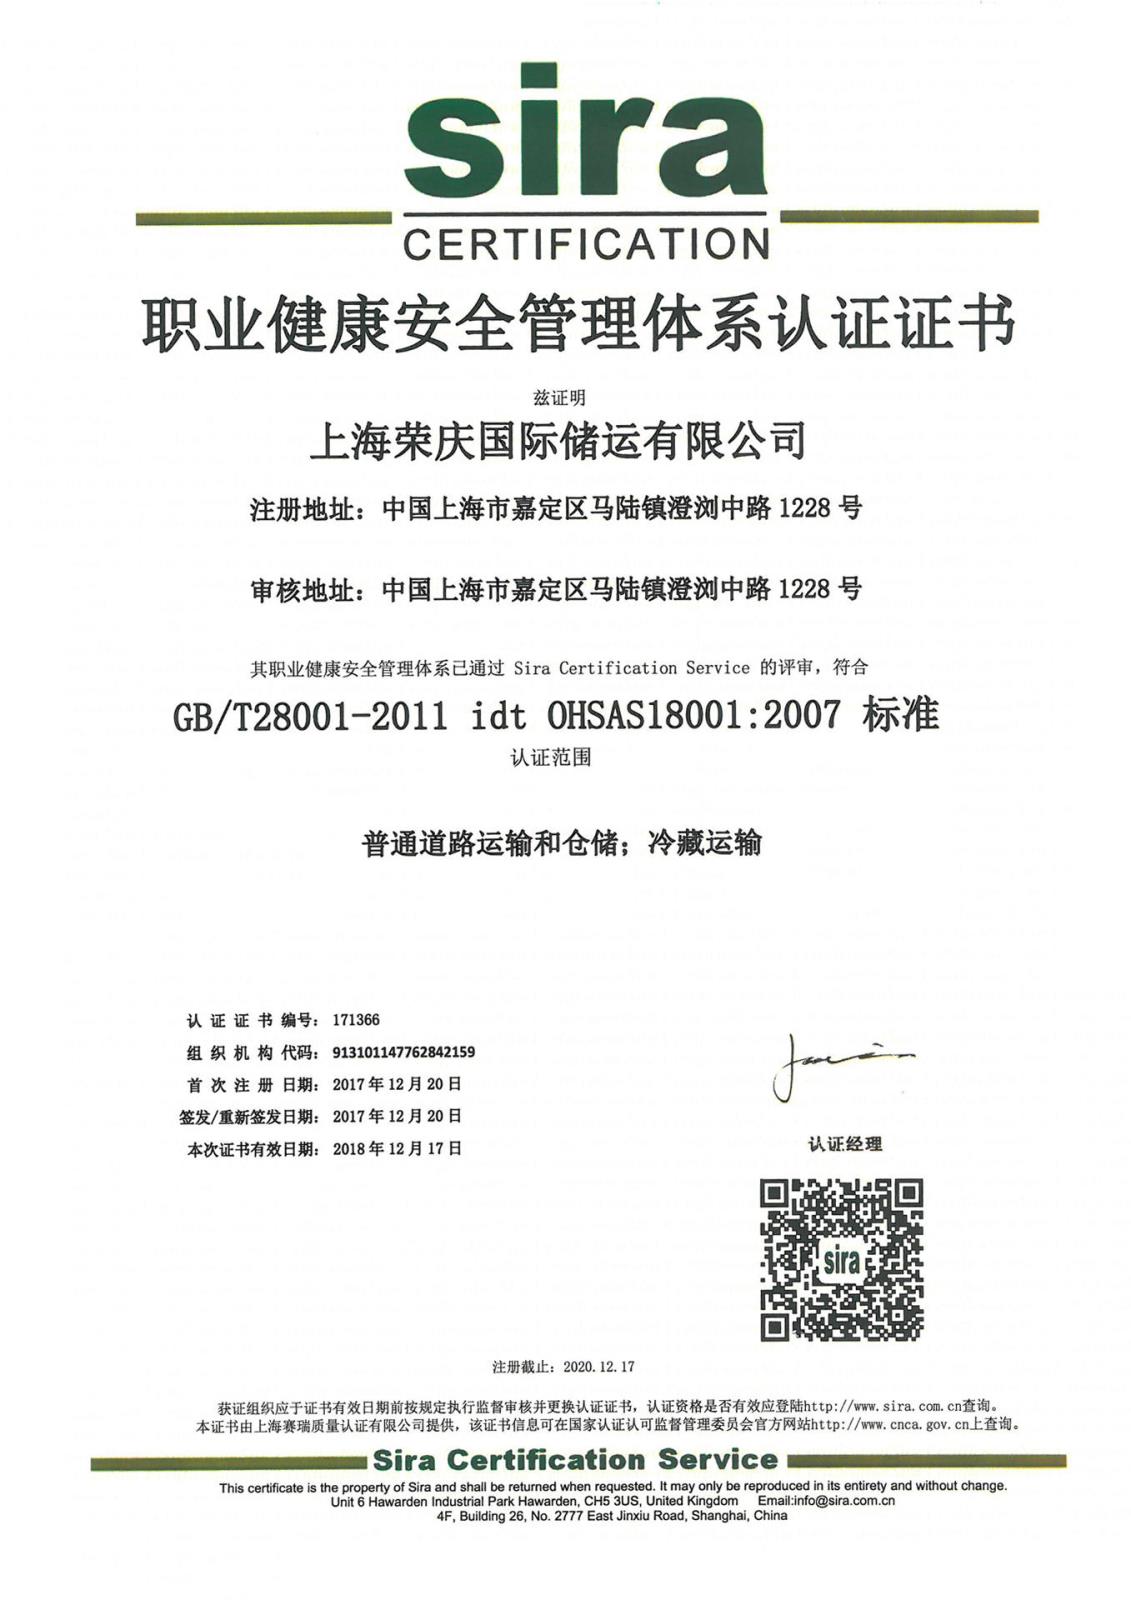 sira
CERTIFICATION
职业健康安全管理体系认证证书
兹证明
上海荣庆国际储运有限公司
注册地址：中国上海市嘉定区马陆镇澄浏中路 1228 号
审核地址：中国上海市嘉定区马陆镇澄浏中路 1228 号
其职业健康安全管理体系已通过 Sira Certification Service 的评审，符合
GB/T28001-2011 idt OHSAS18001:2007 标准
认证范围
普通道路运输和仓储；冷藏运输
认 证 证 书 编号： 171366
组 织 机 构 代码： 913101147762842159
首 次 注 册 日期： 2017 年 12 月 20 日
签发/重新签发日期： 2017 年 12 月 20 日
本次证书有效日期： 2018 年 12 月 17 日
认证经理
sira
注册截止：2020.12.17
获证组织应于证书有效日期前按规定执行监督审核并更换认证证书，认证资格是否有效应登陆http://www.sira.com.cn查询。
本证书由上海赛瑞质量认证有限公司提供，该证书信息可在国家认证认可监督管理委员会官方网站http://www.cnca.gov.cn上查询。
Sira Certification Service
This certificate is the property of Sira and shall be returned when requested. It may only be reproduced in its entirety and without change.
Unit 6 Hawarden Industrial Park Hawarden, CH5 3US, United Kingdom Email:info@sira.com.cn
4F, Building 26, No. 2777 East Jinxiu Road, Shanghai, China